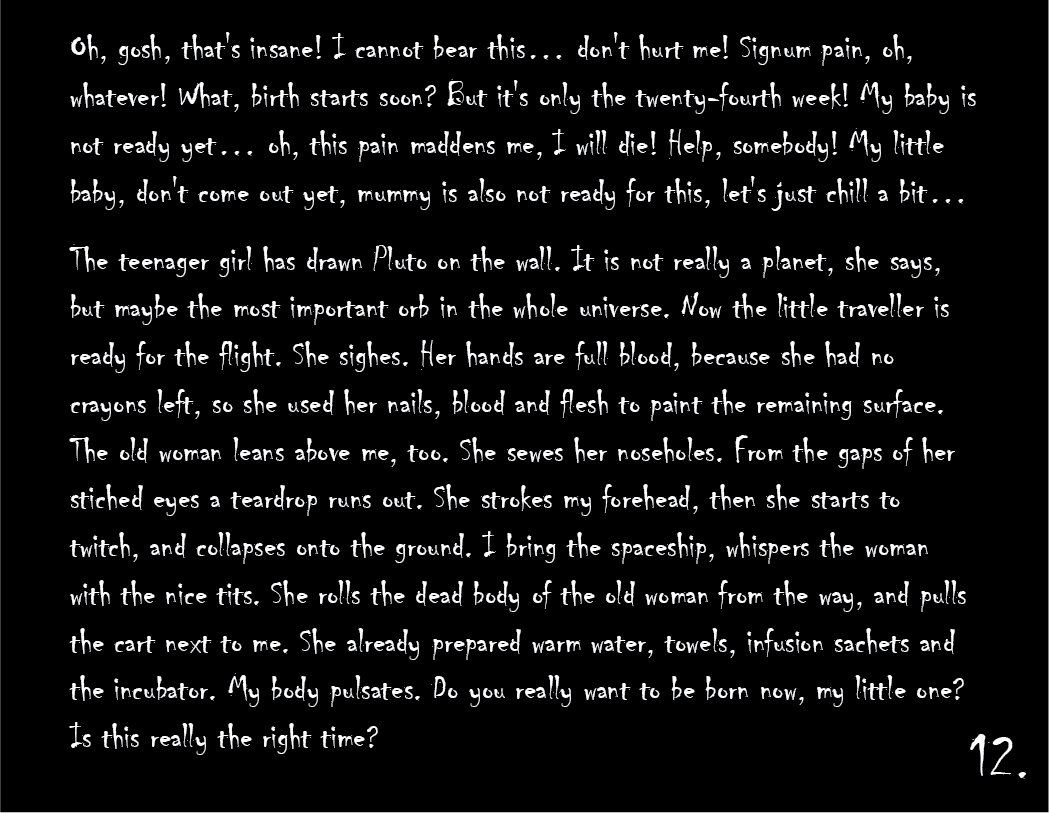 Oh, gosh, that's insane! I cannot bear this... don't hurt me! Signum pain, oh,
whatever! What, birth starts soon? But it's only the twenty-fourth week! My baby is
not ready yet... oh, this pain maddens me, I will die! Help, somebody! My little
baby, don't come out yet, mummy is also not ready for this, let's just chill a bit...
The teenager girl has drawn Pluto on the wall. It is not really a planet, she says,
but maybe the most important orb in the whole universe. Now the little traveller is
ready for the flight. She sighes. Her hands are full blood, because she had no
crayons left, so she used her nails, blood and flesh to paint the remaining surface.
The old woman leans above me, too. She sewes her noseholes. From the gaps of her
stiched eyes a teardrop runs out. She strokes my forehead, then she starts to
twitch, and collapses onto the ground. I bring the spaceship, whispers the woman
with the nice tits. She rolls the dead body of the old woman from the way, and pulls
the cart next to me. She already prepared warm water, towels, infusion sachets and
the incubator. My body pulsates. Do you really want to be born now, my little one?
Is this really the right time?
12.